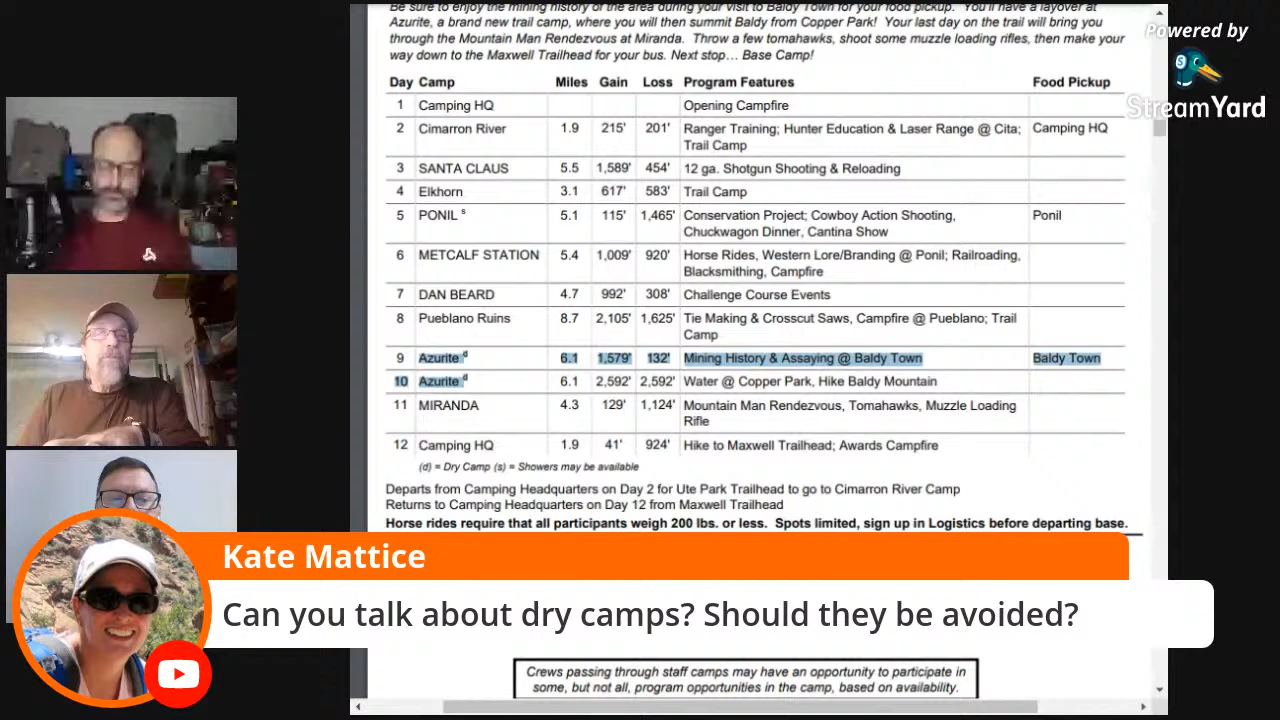 Be sure to enjoy the mining history of the area during your visit to Baldy Town for your food pickup. You'll have a layover at
Azurite, a brand new trail camp, where you will then summit Baldy from Copper Park! Your last day on the trail will bring you
through the Mountain Man Rendezvous at Miranda. Throw a few tomahawks, shoot some muzzle loading rifles, then make your
way down to the Maxwell Trailhead for your bus. Next stop… Base Camp!
Powered by
StreamYard
Day Camp Miles Gain Loss Program Features Food Pickup
1 Camping HQ Opening Campfire
2 Cimarron River 1.9 215' 201' Ranger Training; Hunter Education & Laser Range @ Cita; Camping HQ
Trail Camp
3 SANTA CLAUS 5.5 1,589' 454' 12 ga. Shotgun Shooting & Reloading
4 Elkhorn 3.1 617' 583' Trail Camp
5 PONIL s 5.1 115' 1,465' Conservation Project; Cowboy Action Shooting, Ponil
Chuckwagon Dinner, Cantina Show
6 METCALF STATION 5.4 1,009' 920' Horse Rides, Western Lore/Branding @ Ponil; Railroading,
Blacksmithing, Campfire
7 DAN BEARD 4.7 992' 308' Challenge Course Events
8 Pueblano Ruins 8.7 2,105' 1,625' Tie Making & Crosscut Saws, Campfire @ Pueblano; Trail
Camp
9 Azurite d 6.1 1,579' 132' Mining History & Assaying @ Baldy Town Baldy Town
10 Azurite d 6.1 2,592' 2,592' Water @ Copper Park, Hike Baldy Mountain
11 MIRANDA 4.3 129' 1,124' Mountain Man Rendezvous, Tomahawks, Muzzle Loading
Rifle
12 Camping HQ 1.9 41' 924' Hike to Maxwell Trailhead; Awards Campfire
(d) = Dry Camp (s) = Showers may be available
Departs from Camping Headquarters on Day 2 for Ute Park Trailhead to go to Cimarron River Camp
Returns to Camping Headquarters on Day 12 from Maxwell Trailhead
Horse rides require that all participants weigh 200 lbs. or less. Spots limited, sign up in Logistics before departing base.
Kate Mattice
Can you talk about dry camps? Should they be avoided?
Crews passing through staff camps may have an opportunity to participate in
some, but not all, program opportunities in the camp, based on availability.